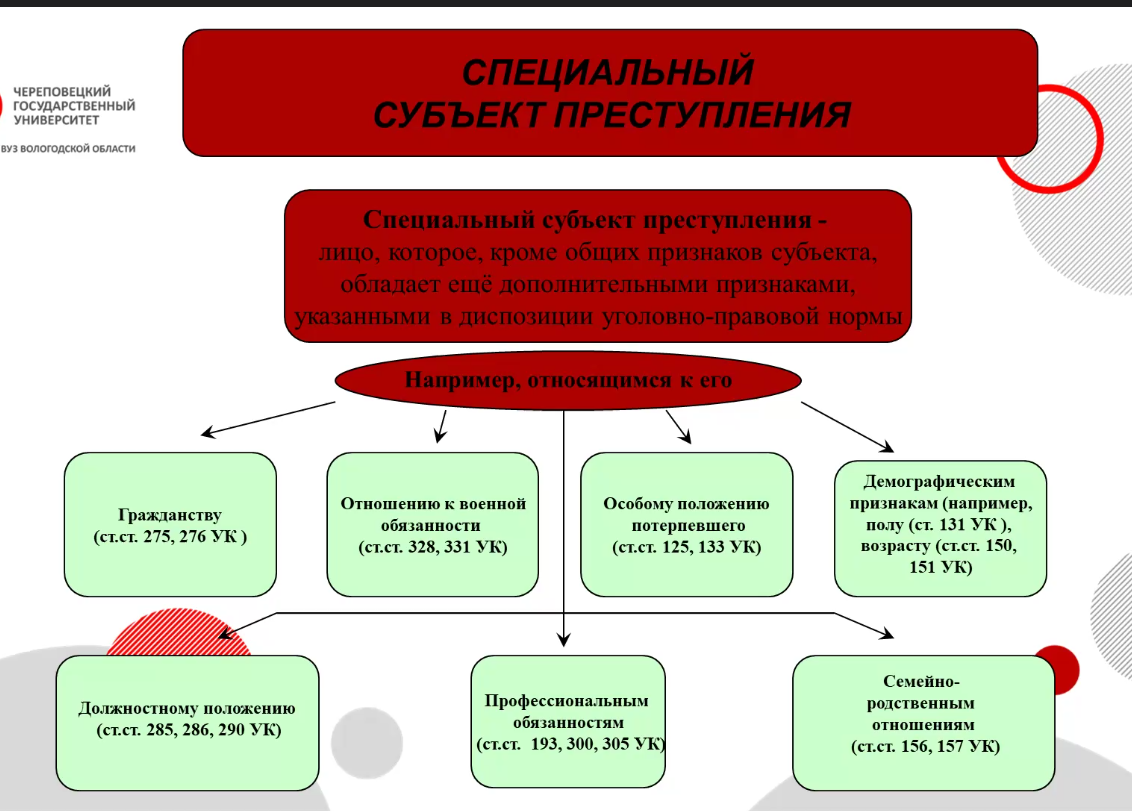 ЧЕРЕПОВЕЦКИЙ
ГОСУДАРСТВЕННЫЙ
УНИВЕРСИТЕТ
ВУЗ ВОЛОГОДСКОЙ ОБЛАСТИ
СПЕЦИАЛЬНЫЙ
СУБЪЕКТ ПРЕСТУПЛЕНИЯ
Специальный субъект преступления -
лицо, которое, кроме общих признаков субъекта,
обладает ещё дополнительными признаками,
указанными в диспозиции уголовно-правовой нормы
Например, относящимся к его
Гражданству
(ст.ст. 275, 276 УК )
Отношению к военной
обязанности
(ст.ст. 328, 331 УК)
Особому положению
потерпевшего
(ст.ст. 125, 133 УК)
Демографическим
признакам (например,
полу (ст. 131 УК ),
возрасту (ст.ст. 150,
151 УК)
Должностному положению
(ст.ст. 285, 286, 290 УК)
Профессиональным
обязанностям
(ст.ст. 193, 300, 305 УК)
Семейно-
родственным
отношениям
(ст.ст. 156, 157 УК)